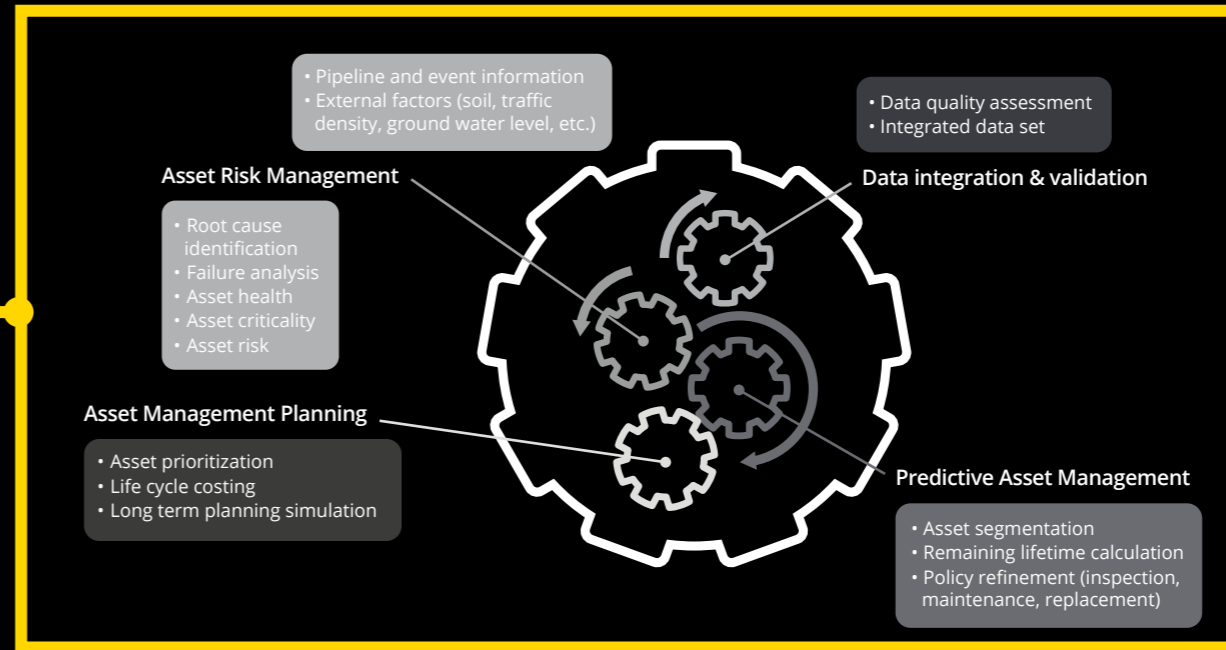 • Pipeline and event information
• External factors (soil, traffic
density, ground water level, etc.)
• Data quality assessment
• Integrated data set
Asset Risk Management
Data integration & validation
• Root cause
identification
• Failure analysis
• Asset health
• Asset criticality
• Asset risk
Asset Management Planning
• Asset prioritization
• Life cycle costing
• Long term planning simulation
Predictive Asset Management
• Asset segmentation
• Remaining lifetime calculation
• Policy refinement (inspection,
maintenance, replacement)